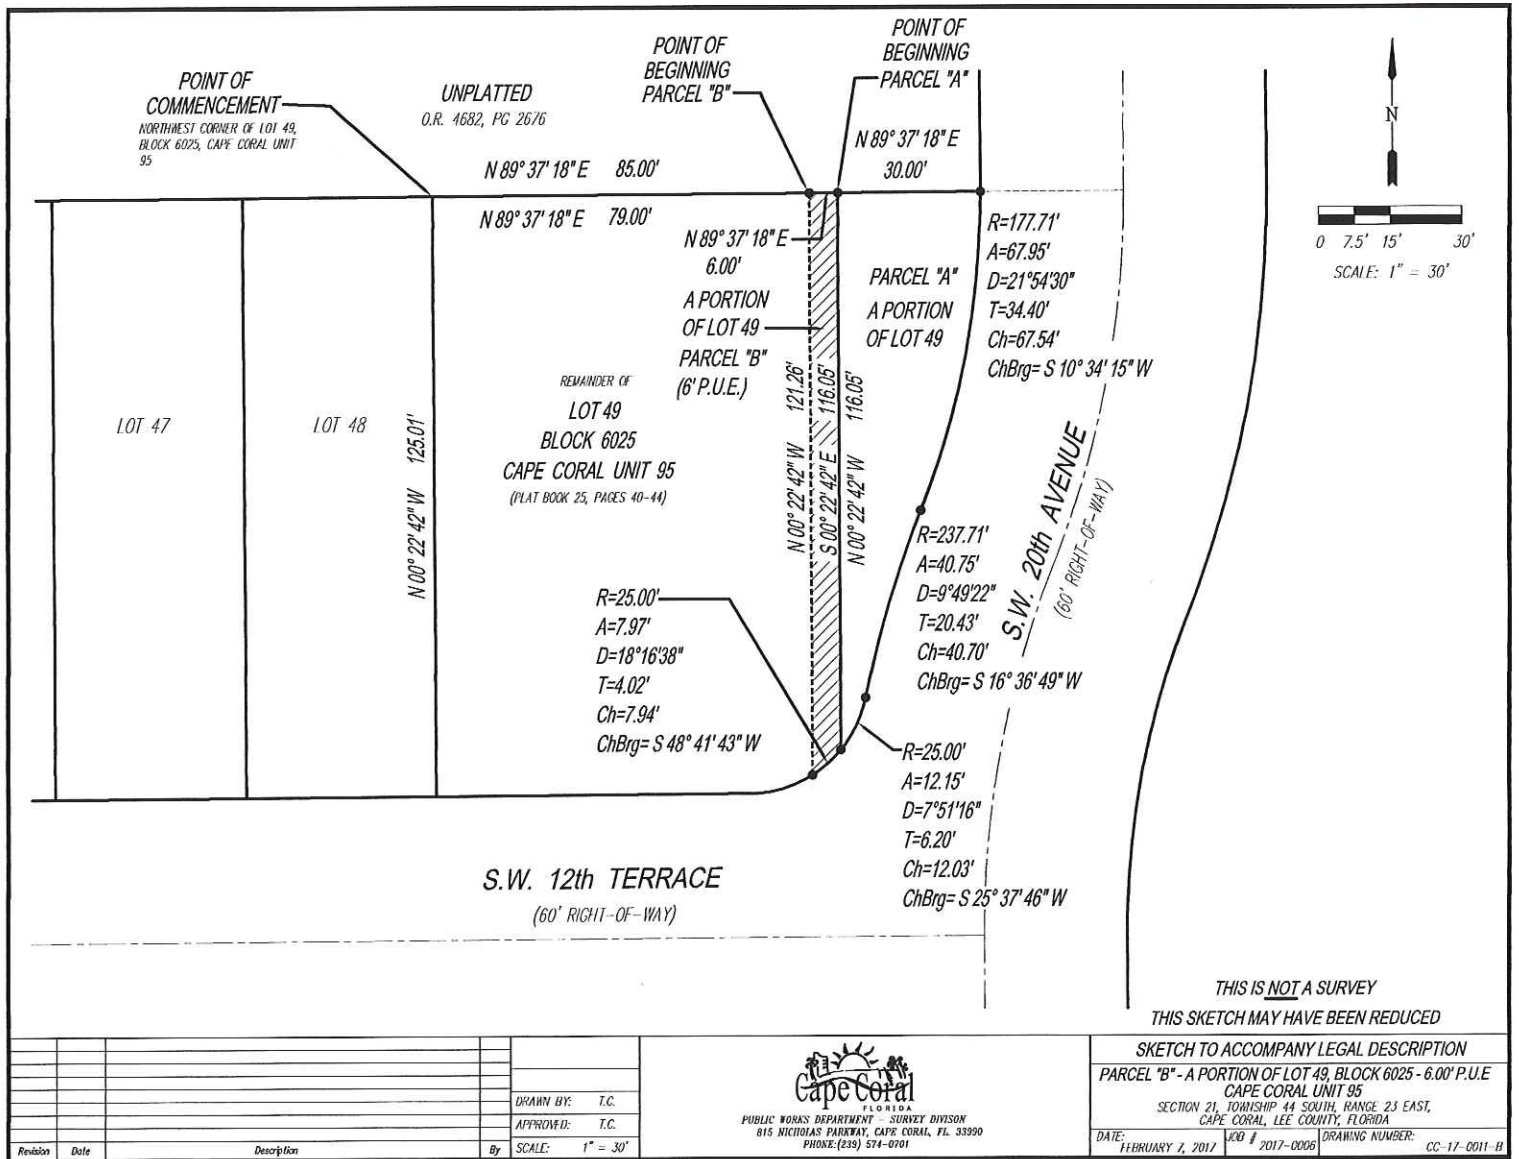 POINT OF
COMMENCEMENT
NORTHWEST CORNER OF LOT 49,
BLOCK 6025, CAPE CORAL UNIT
95
UNPLATTED
O.R. 4682, PG 2676
POINT OF
BEGINNING
PARCEL "B"
POINT OF
BEGINNING
PARCEL "A"
N
0 7.5' 15' 30'
SCALE: 1" = 30'
N 89° 37' 18" E 85.00'
N 89° 37' 18" E
30.00'
N 89° 37' 18" E 79.00'
N 89° 37' 18" E
6.00'
A PORTION
OF LOT 49
PARCEL "B"
(6' P.U.E.)
PARCEL "A"
A PORTION
OF LOT 49
R=177.71'
A=67.95'
D=21°54'30"
T=34.40'
Ch=67.54'
ChBrg= S 10° 34' 15" W
LOT 47
LOT 48
N 00° 22' 42" W 125.01'
REMAINDER OF
LOT 49
BLOCK 6025
CAPE CORAL UNIT 95
(PLAT BOOK 25, PAGES 40-44)
N 00° 22' 42" W 121.26'
S 00° 22' 42" E 116.05'
N 00° 22' 42" W 116.05'
R=237.71'
A=40.75'
D=9°49'22"
T=20.43'
Ch=40.70'
ChBrg= S 16° 36' 49" W
S.W. 20th AVENUE
(60' RIGHT-OF-WAY)
R=25.00'
A=7.97'
D=18°16'38"
T=4.02'
Ch=7.94'
ChBrg= S 48° 41' 43" W
R=25.00'
A=12.15'
D=7°51'16"
T=6.20'
Ch=12.03'
ChBrg= S 25° 37' 46" W
S.W. 12th TERRACE
(60' RIGHT-OF-WAY)
THIS IS NOT A SURVEY
THIS SKETCH MAY HAVE BEEN REDUCED
Revision Date Description By
DRAWN BY: T.C.
APPROVED: T.C.
SCALE: 1" = 30'
Cape Coral
FLORIDA
PUBLIC WORKS DEPARTMENT - SURVEY DIVISON
815 NICHOLAS PARKWAY, CAPE CORAL, FL. 33990
PHONE:(239) 574-0701
SKETCH TO ACCOMPANY LEGAL DESCRIPTION
PARCEL "B" - A PORTION OF LOT 49, BLOCK 6025 - 6.00' P.U.E
CAPE CORAL UNIT 95
SECTION 21, TOWNSHIP 44 SOUTH, RANGE 23 EAST,
CAPE CORAL, LEE COUNTY, FLORIDA
DATE: FEBRUARY 7, 2017 JOB # 2017-0006 DRAWING NUMBER: CC-17-0011-B